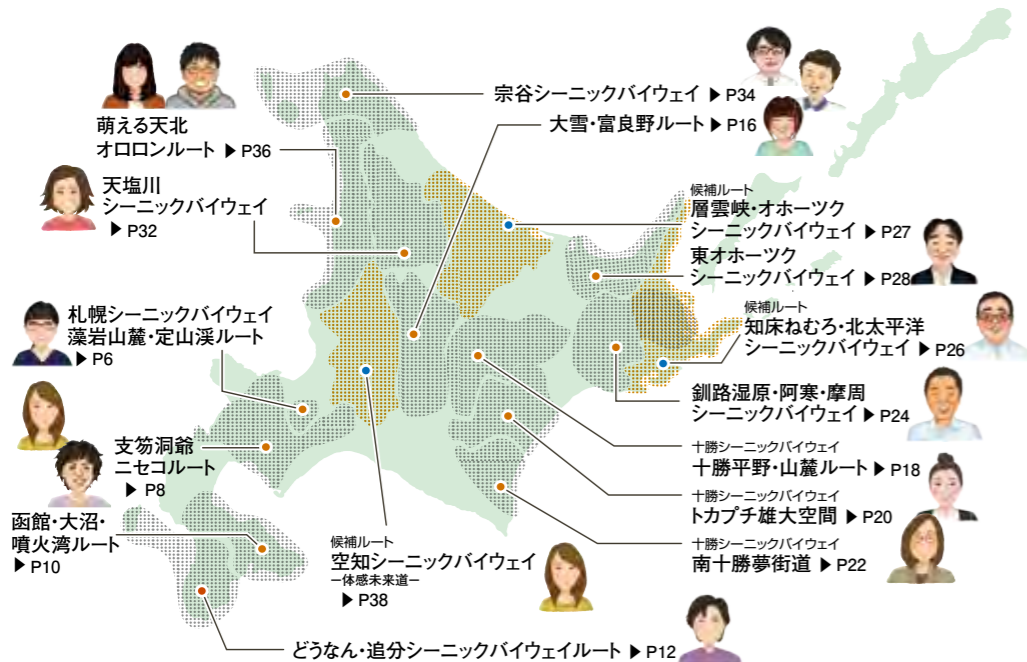 宗谷シーニックバイウェイ ▶ P34
大雪・富良野ルート ▶ P16
萌える天北
オロロンルート ▶ P36
天塩川
シーニックバイウェイ
▶ P32
候補ルート
層雲峡・オホーツク
シーニックバイウェイ ▶ P27
東オホーツク
シーニックバイウェイ ▶ P28
札幌シーニックバイウェイ
藻岩山麓・定山渓ルート
▶ P6
候補ルート
知床ねむろ・北太平洋
シーニックバイウェイ ▶ P26
釧路湿原・阿寒・摩周
シーニックバイウェイ ▶ P24
支笏洞爺
ニセコルート
▶ P8
十勝シーニックバイウェイ
十勝平野・山麓ルート ▶ P18
十勝シーニックバイウェイ
トカプチ雄大空間 ▶ P20
函館・大沼・
噴火湾ルート
▶ P10
候補ルート
空知シーニックバイウェイ
ー体感未来道ー
▶ P38
十勝シーニックバイウェイ
南十勝夢街道 ▶ P22
どうなん・追分シーニックバイウェイルート ▶ P12